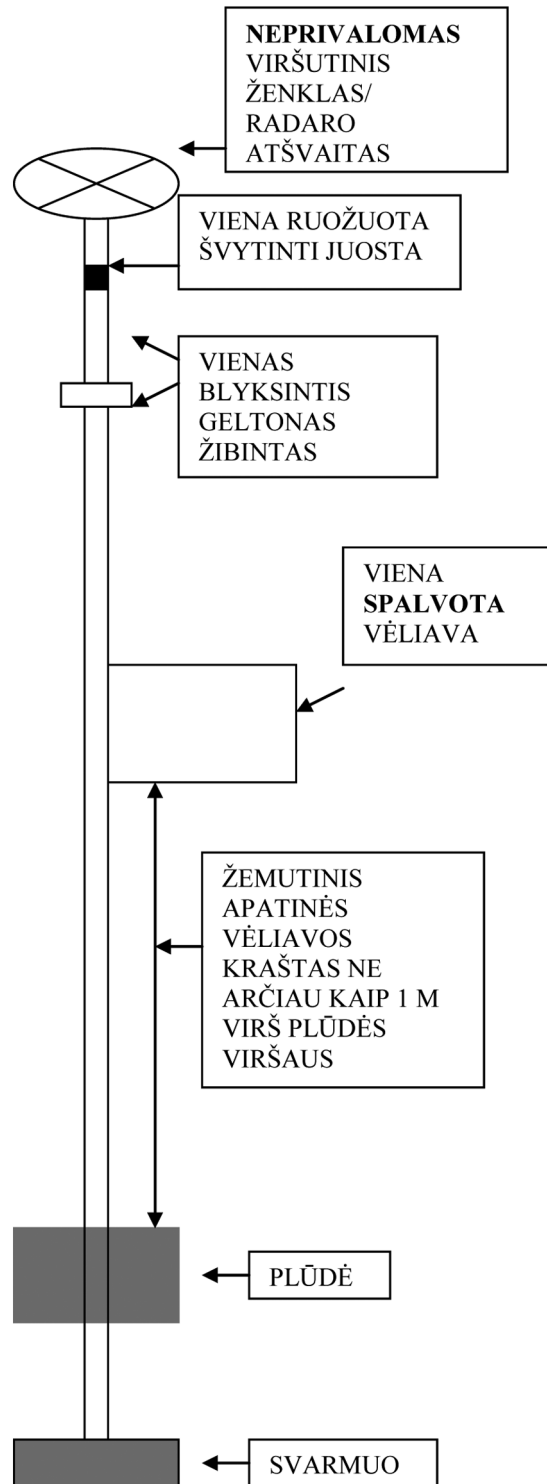 NEPRIVALOMAS
VIRŠUTINIS
ŽENKLAS/
RADARO
ATŠVAITAS
VIENA RUOŽUOTA
ŠVYTINTI JUOSTA
VIENAS
BLYKSINTIS
GELTONAS
ŽIBINTAS
VIENA
SPALVOTA
VĖLIAVA
ŽEMUTINIS
APATINĖS
VĖLIAVOS
KRAŠTAS NE
ARČIAU KAIP 1 M
VIRŠ PLŪDĖS
VIRŠAUS
PLŪDĖ
SVARMUO